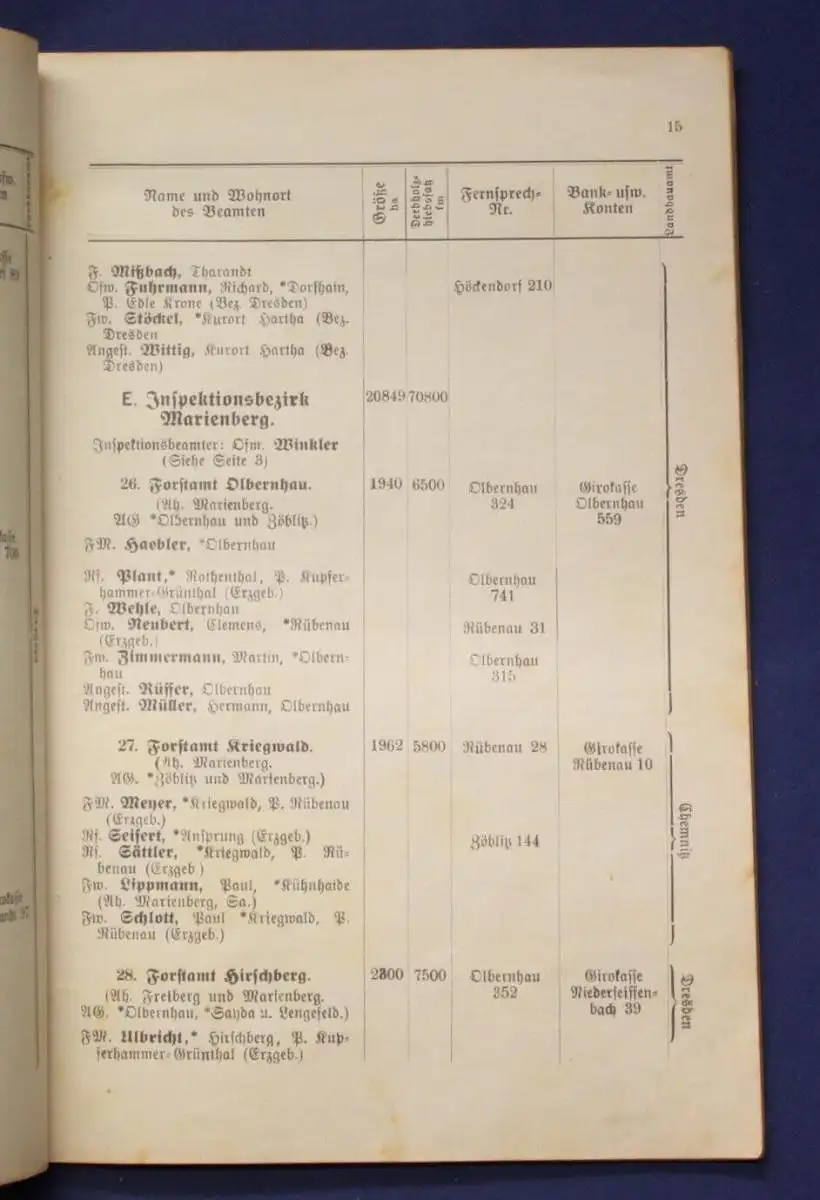 15
Name und Wohnort
des Beamten
Größe
ha
Derbholz-
hiebssatz
fm
Fernsprech-
Nr.
Bank- usw.
Konten
Landbauamt
F. Mißbach, Tharandt
Ofw. Fuhrmann, Richard, *Dorfhain,
P. Edle Krone (Bez. Dresden)
Höckendorf 210
Fw. Stöckel, *Kurort Hartha (Bez.
Dresden
Angest. Wittig, Kurort Hartha (Bez.
Dresden)
E. Inspektionsbezirk
Marienberg.
20849 70800
Inspektionsbeamter: Ofm. Winkler
(Siehe Seite 3)
26. Forstamt Olbernhau. 1940 6500
Olbernhau
324
Girokasse
Olbernhau
559
(Ah. Marienberg.
AG *Olbernhau und Zöblitz.)
FM. Haebler, *Olbernhau
Rf. Plant,* Rothenthal, P. Kupfer-
hammer-Grünthal (Erzgeb.)
Olbernhau
741
F. Wehle, Olbernhau
Ofw. Neubert, Clemens, *Rübenau
(Erzgeb.)
Rübenau 31
Fw. Zimmermann, Martin, *Olbern-
hau
Olbernhau
315
Angest. Rüffer, Olbernhau
Angest. Müller, Hermann, Olbernhau
Dresden
27. Forstamt Kriegwald. 1962 5800 Rübenau 28
Girokasse
Rübenau 10
(Ah. Marienberg.
AG. *Zöblitz und Marienberg.)
FM. Meyer, *Kriegwald, P. Rübenau
(Erzgeb.)
Rf. Seifert, *Ansprung (Erzgeb.) Zöblitz 144
Rf. Sättler, *Kriegwald, P. Rü-
benau (Erzgeb)
Fw. Lippmann, Paul, *Kühnhaide
(Ah. Marienberg, Sa.)
Fw. Schlott, Paul *Kriegwald, P.
Rübenau (Erzgeb.)
Chemnitz
28. Forstamt Hirschberg. 2300 7500
Olbernhau
352
Girokasse
Niederseiffen-
bach 39
(Ah. Freiberg und Marienberg.
AG. *Olbernhau, *Sayda u. Lengefeld.)
FM. Ulbricht,* Hirschberg, P. Kup-
ferhammer-Grünthal (Erzgeb.)
Dresden